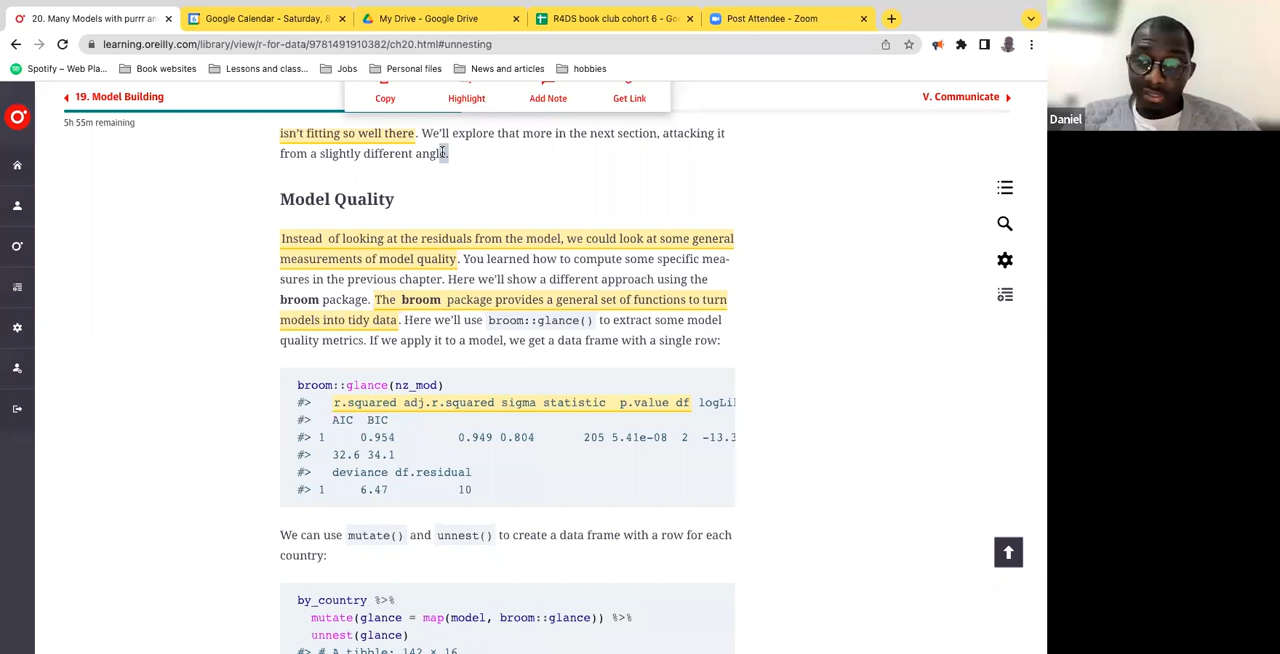 20. Many Models with purrr an
Google Calendar - Saturday, 8
My Drive - Google Drive
R4DS book club cohort 6 - Goo
Post Attendee - Zoom
learning.oreilly.com/library/view/r-for-data/9781491910382/ch20.html#unnesting
Spotify – Web Pla...
Book websites
Lessons and class...
Jobs
Personal files
News and articles
hobbies
19. Model Building
Copy
Highlight
Add Note
Get Link
V. Communicate
5h 55m remaining
Daniel
isn’t fitting so well there. We’ll explore that more in the next section, attacking it
from a slightly different angle.
Model Quality
Instead of looking at the residuals from the model, we could look at some general
measurements of model quality. You learned how to compute some specific mea-
sures in the previous chapter. Here we’ll show a different approach using the
broom package. The broom package provides a general set of functions to turn
models into tidy data. Here we’ll use broom::glance() to extract some model
quality metrics. If we apply it to a model, we get a data frame with a single row:
broom::glance(nz_mod)
#> r.squared adj.r.squared sigma statistic p.value df logLi
#> AIC BIC
#> 1 0.954 0.949 0.804 205 5.41e-08 2 -13.3
#> 32.6 34.1
#> deviance df.residual
#> 1 6.47 10
We can use mutate() and unnest() to create a data frame with a row for each
country:
by_country %>%
mutate(glance = map(model, broom::glance)) %>%
unnest(glance)
#> # A tibble: 142 × 16